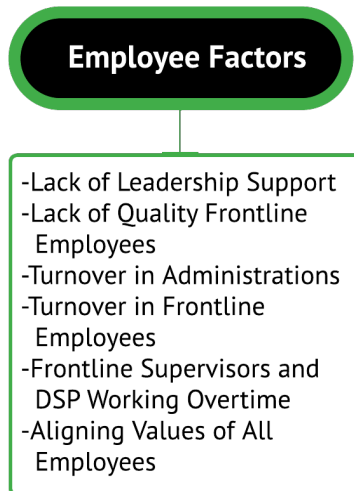 Employee Factors
-Lack of Leadership Support
-Lack of Quality Frontline
Employees
-Turnover in Administrations
-Turnover in Frontline
Employees
-Frontline Supervisors and
DSP Working Overtime
-Aligning Values of All
Employees